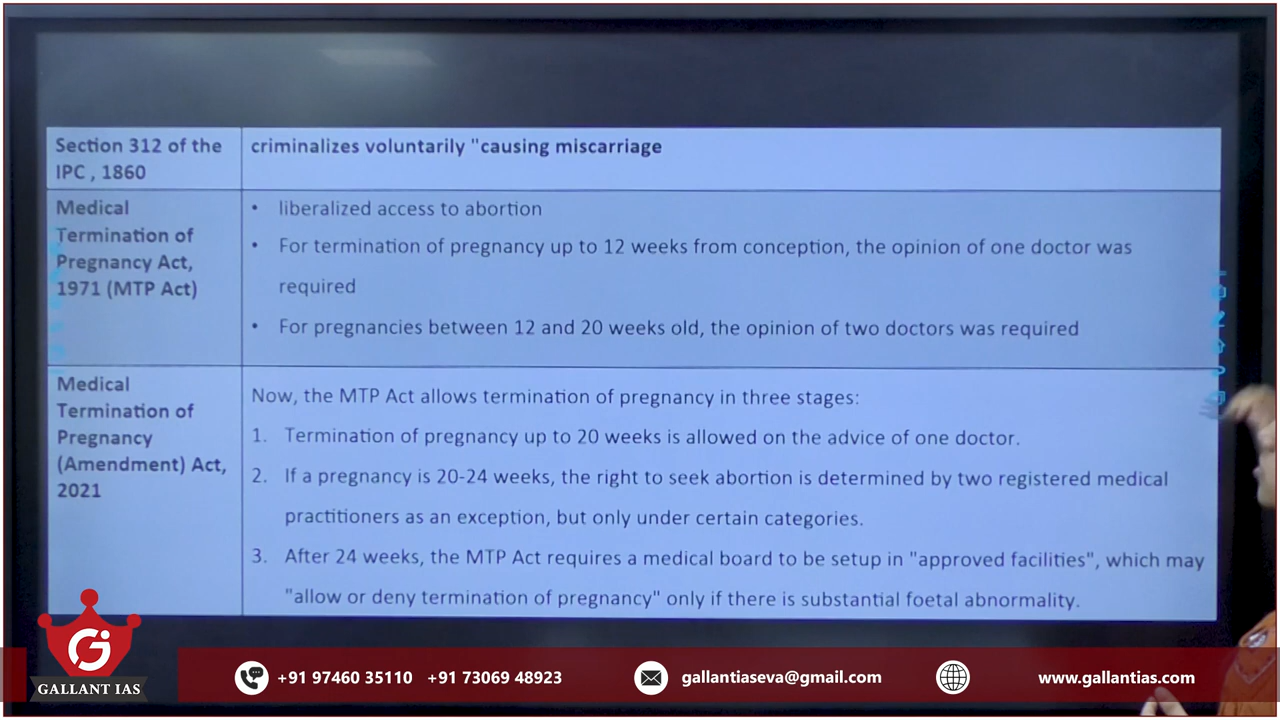 Section 312 of the
IPC , 1860
criminalizes voluntarily "causing miscarriage
Medical
Termination of
Pregnancy Act,
1971 (MTP Act)
• liberalized access to abortion
• For termination of pregnancy up to 12 weeks from conception, the opinion of one doctor was
required
• For pregnancies between 12 and 20 weeks old, the opinion of two doctors was required
Medical
Termination of
Pregnancy
(Amendment) Act,
2021
Now, the MTP Act allows termination of pregnancy in three stages:
1. Termination of pregnancy up to 20 weeks is allowed on the advice of one doctor.
2. If a pregnancy is 20-24 weeks, the right to seek abortion is determined by two registered medical
practitioners as an exception, but only under certain categories.
3. After 24 weeks, the MTP Act requires a medical board to be setup in "approved facilities", which may
"allow or deny termination of pregnancy" only if there is substantial foetal abnormality.
Gi
GALLANT IAS
+91 97460 35110 +91 73069 48923
gallantiaseva@gmail.com
www.gallantias.com